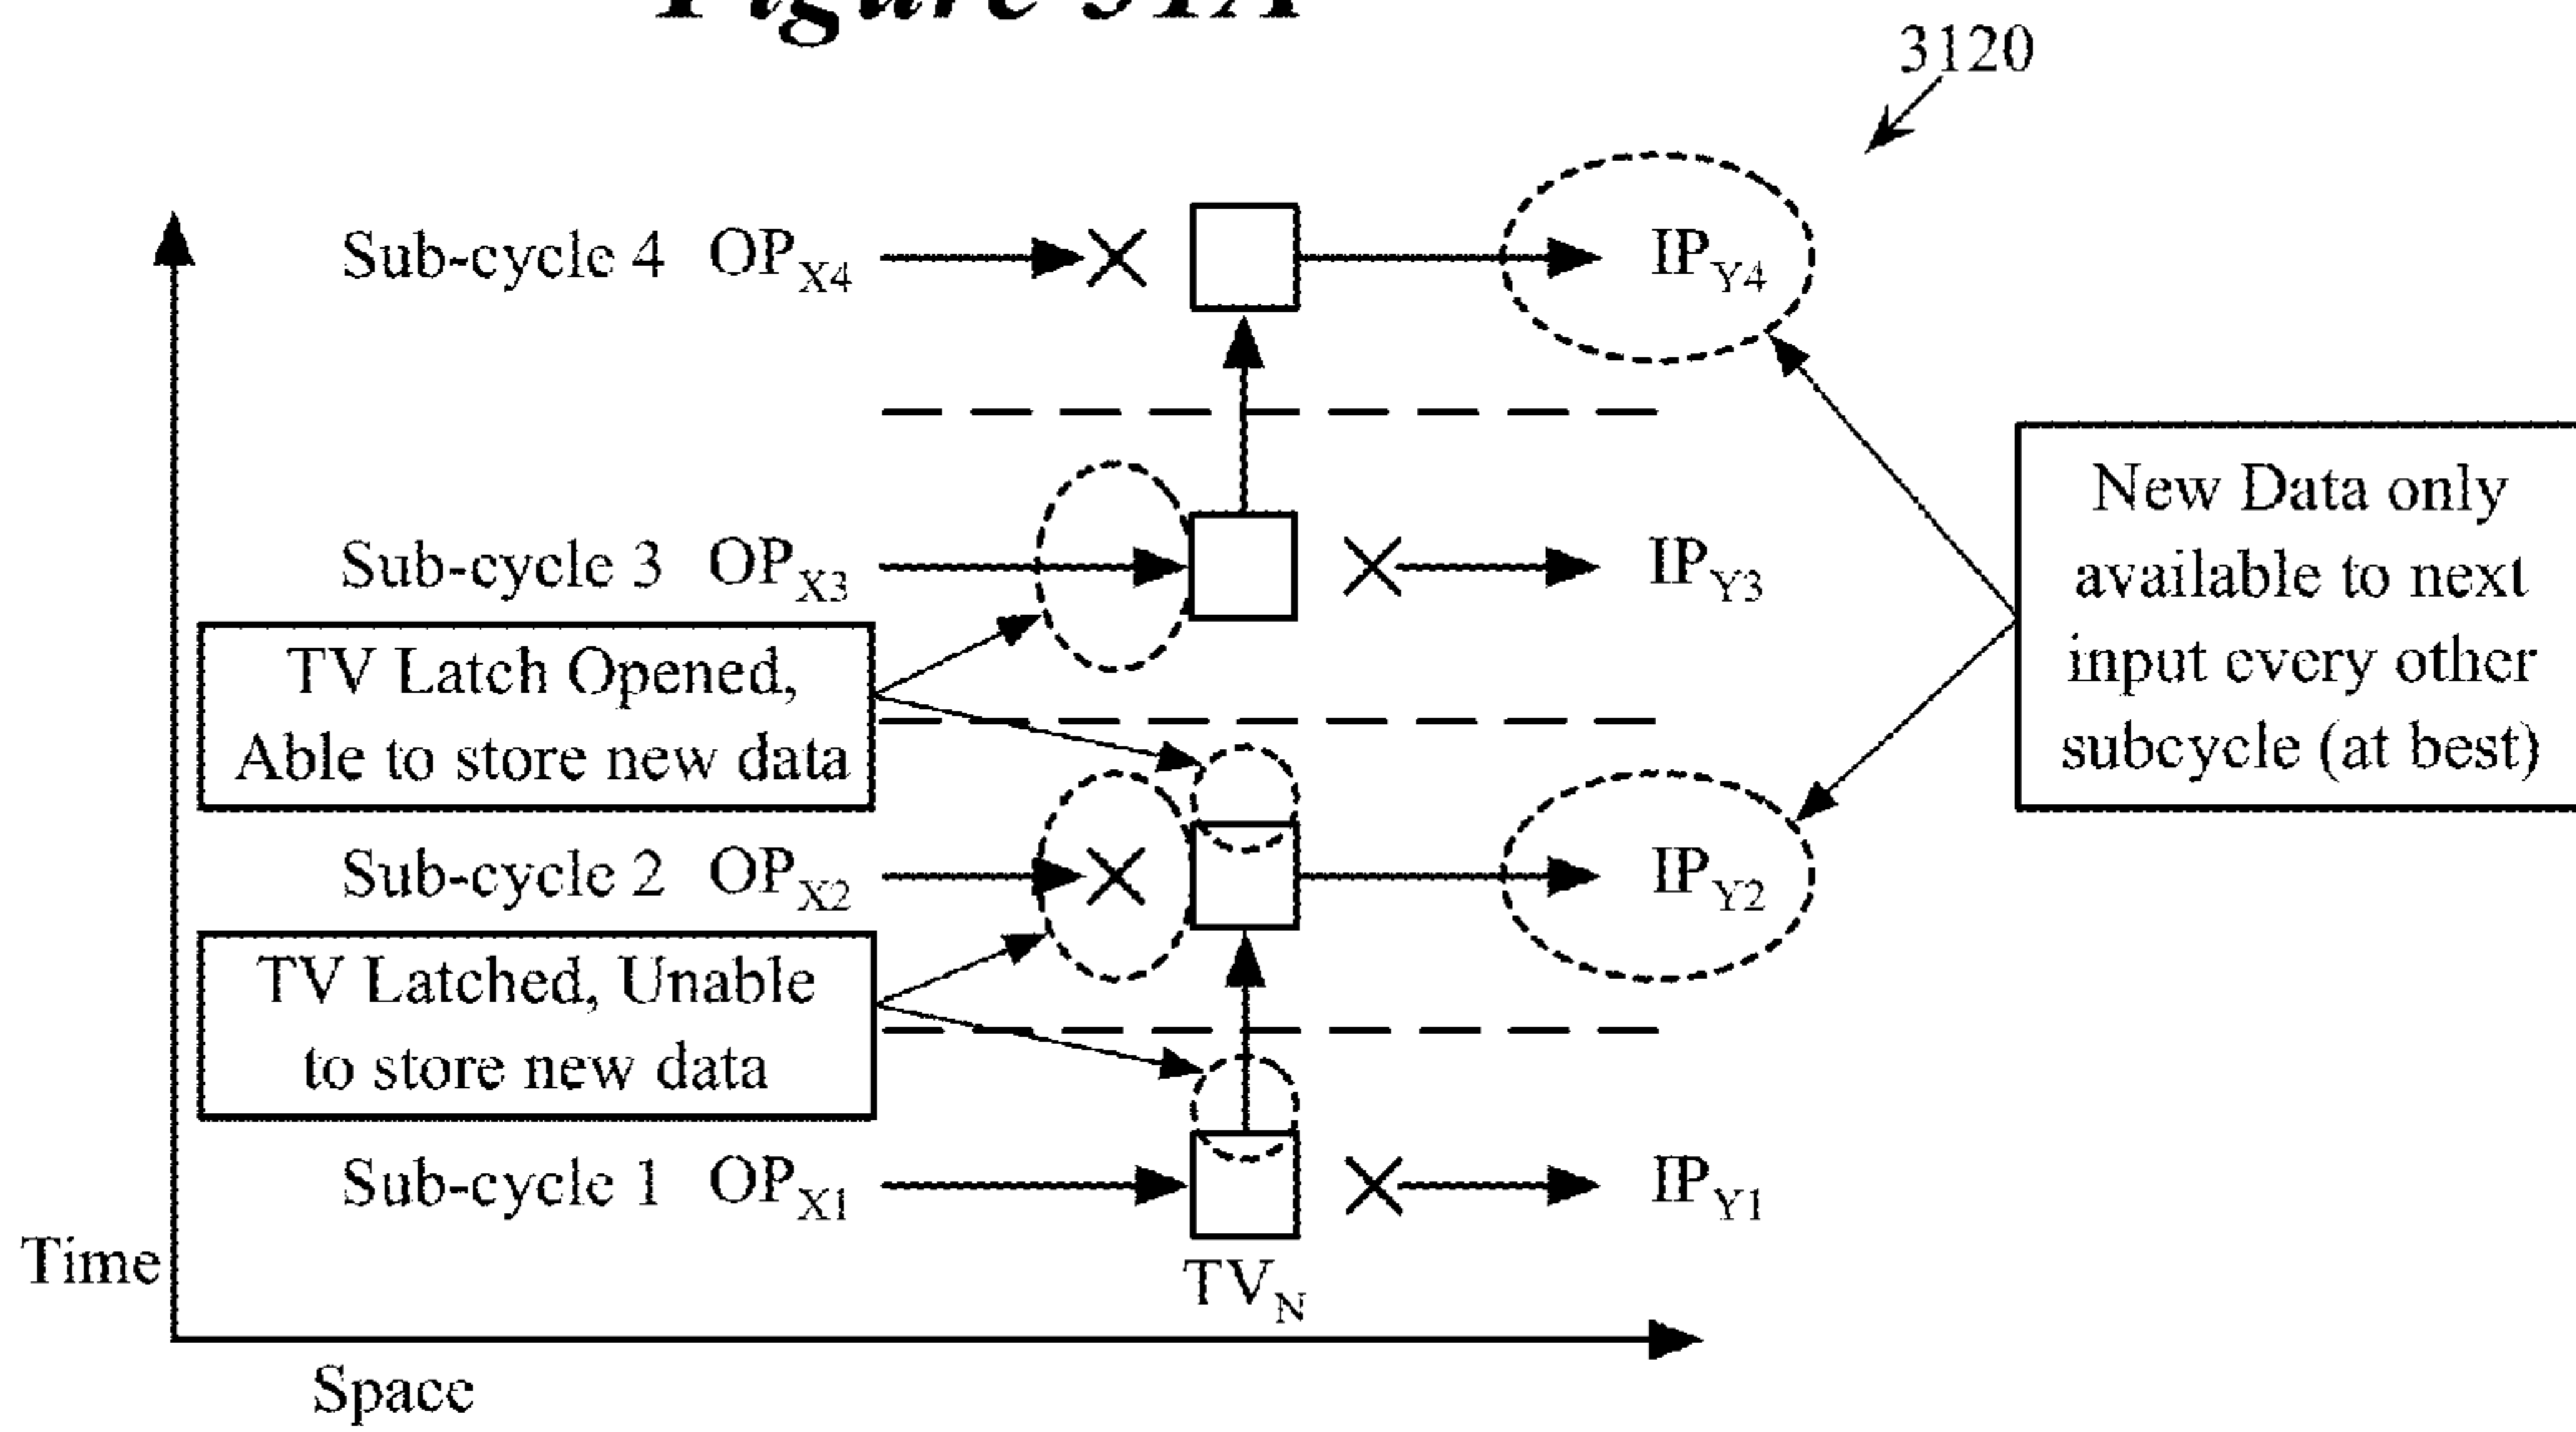 Figure 31A
3120
Sub-cycle 4 OPX4 IPY4
Sub-cycle 3 OPX3 IPY3
New Data only
available to next
input every other
subcycle (at best)
TV Latch Opened,
Able to store new data
Sub-cycle 2 OPX2 IPY2
TV Latched, Unable
to store new data
Sub-cycle 1 OPX1 IPY1
Time
TVN
Space